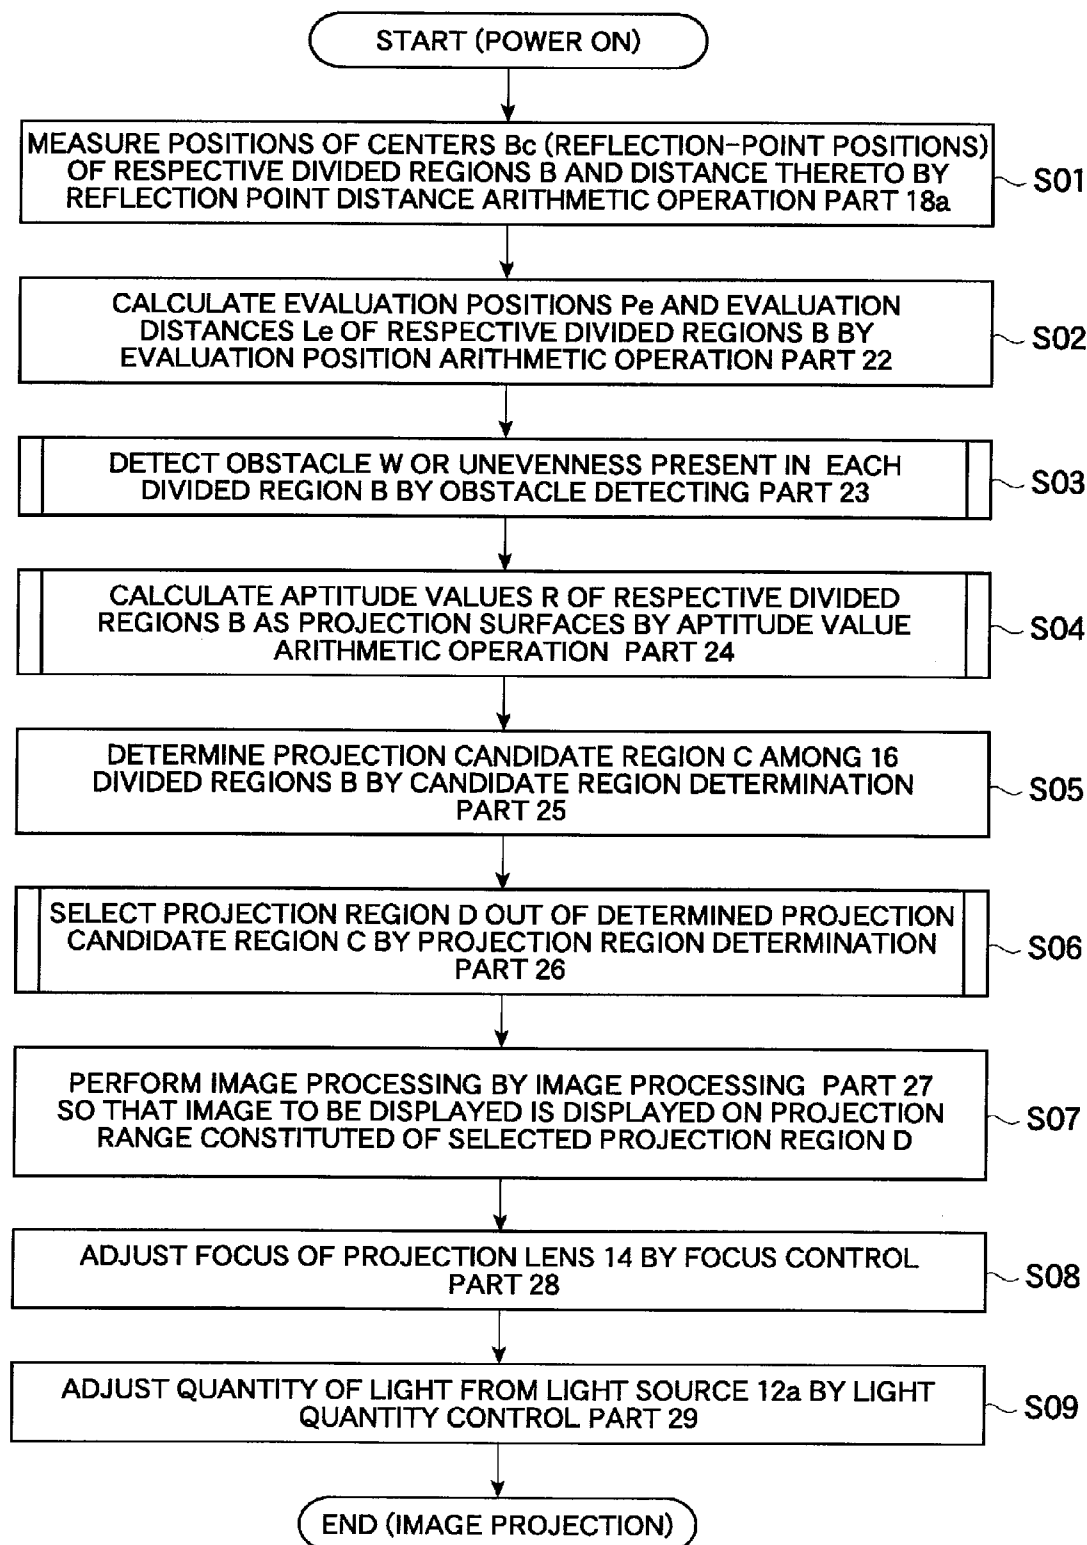 START (POWER ON)
MEASURE POSITIONS OF CENTERS Bc (REFLECTION-POINT POSITIONS)
OF RESPECTIVE DIVIDED REGIONS B AND DISTANCE THERETO BY
REFLECTION POINT DISTANCE ARITHMETIC OPERATION PART 18a
S01
CALCULATE EVALUATION POSITIONS Pe AND EVALUATION
DISTANCES Le OF RESPECTIVE DIVIDED REGIONS B BY
EVALUATION POSITION ARITHMETIC OPERATION PART 22
S02
DETECT OBSTACLE W OR UNEVENNESS PRESENT IN EACH
DIVIDED REGION B BY OBSTACLE DETECTING PART 23
S03
CALCULATE APTITUDE VALUES R OF RESPECTIVE DIVIDED
REGIONS B AS PROJECTION SURFACES BY APTITUDE VALUE
ARITHMETIC OPERATION PART 24
S04
DETERMINE PROJECTION CANDIDATE REGION C AMONG 16
DIVIDED REGIONS B BY CANDIDATE REGION DETERMINATION
PART 25
S05
SELECT PROJECTION REGION D OUT OF DETERMINED PROJECTION
CANDIDATE REGION C BY PROJECTION REGION DETERMINATION
PART 26
S06
PERFORM IMAGE PROCESSING BY IMAGE PROCESSING PART 27
SO THAT IMAGE TO BE DISPLAYED IS DISPLAYED ON PROJECTION
RANGE CONSTITUTED OF SELECTED PROJECTION REGION D
S07
ADJUST FOCUS OF PROJECTION LENS 14 BY FOCUS CONTROL
PART 28
S08
ADJUST QUANTITY OF LIGHT FROM LIGHT SOURCE 12a BY LIGHT
QUANTITY CONTROL PART 29
S09
END (IMAGE PROJECTION)